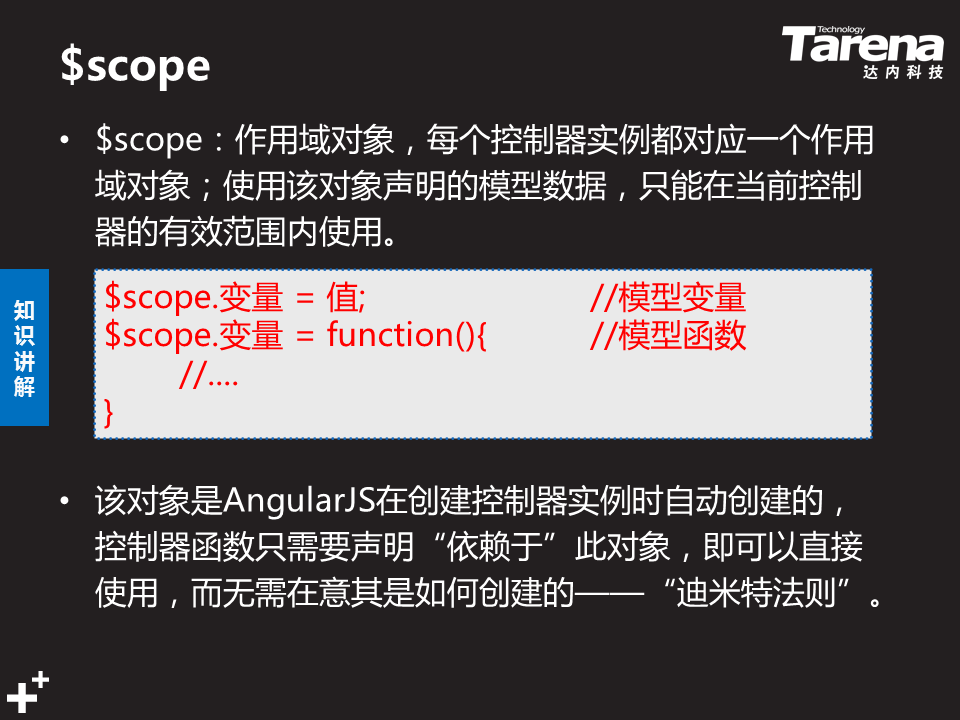 $scope
Technology
Tarena
达内科技
• $scope：作用域对象，每个控制器实例都对应一个作用
域对象；使用该对象声明的模型数据，只能在当前控制
器的有效范围内使用。
$scope.变量 = 值; //模型变量
$scope.变量 = function(){ //模型函数
//....
}
知
识
讲
解
• 该对象是AngularJS在创建控制器实例时自动创建的，
控制器函数只需要声明“依赖于”此对象，即可以直接
使用，而无需在意其是如何创建的——“迪米特法则”。